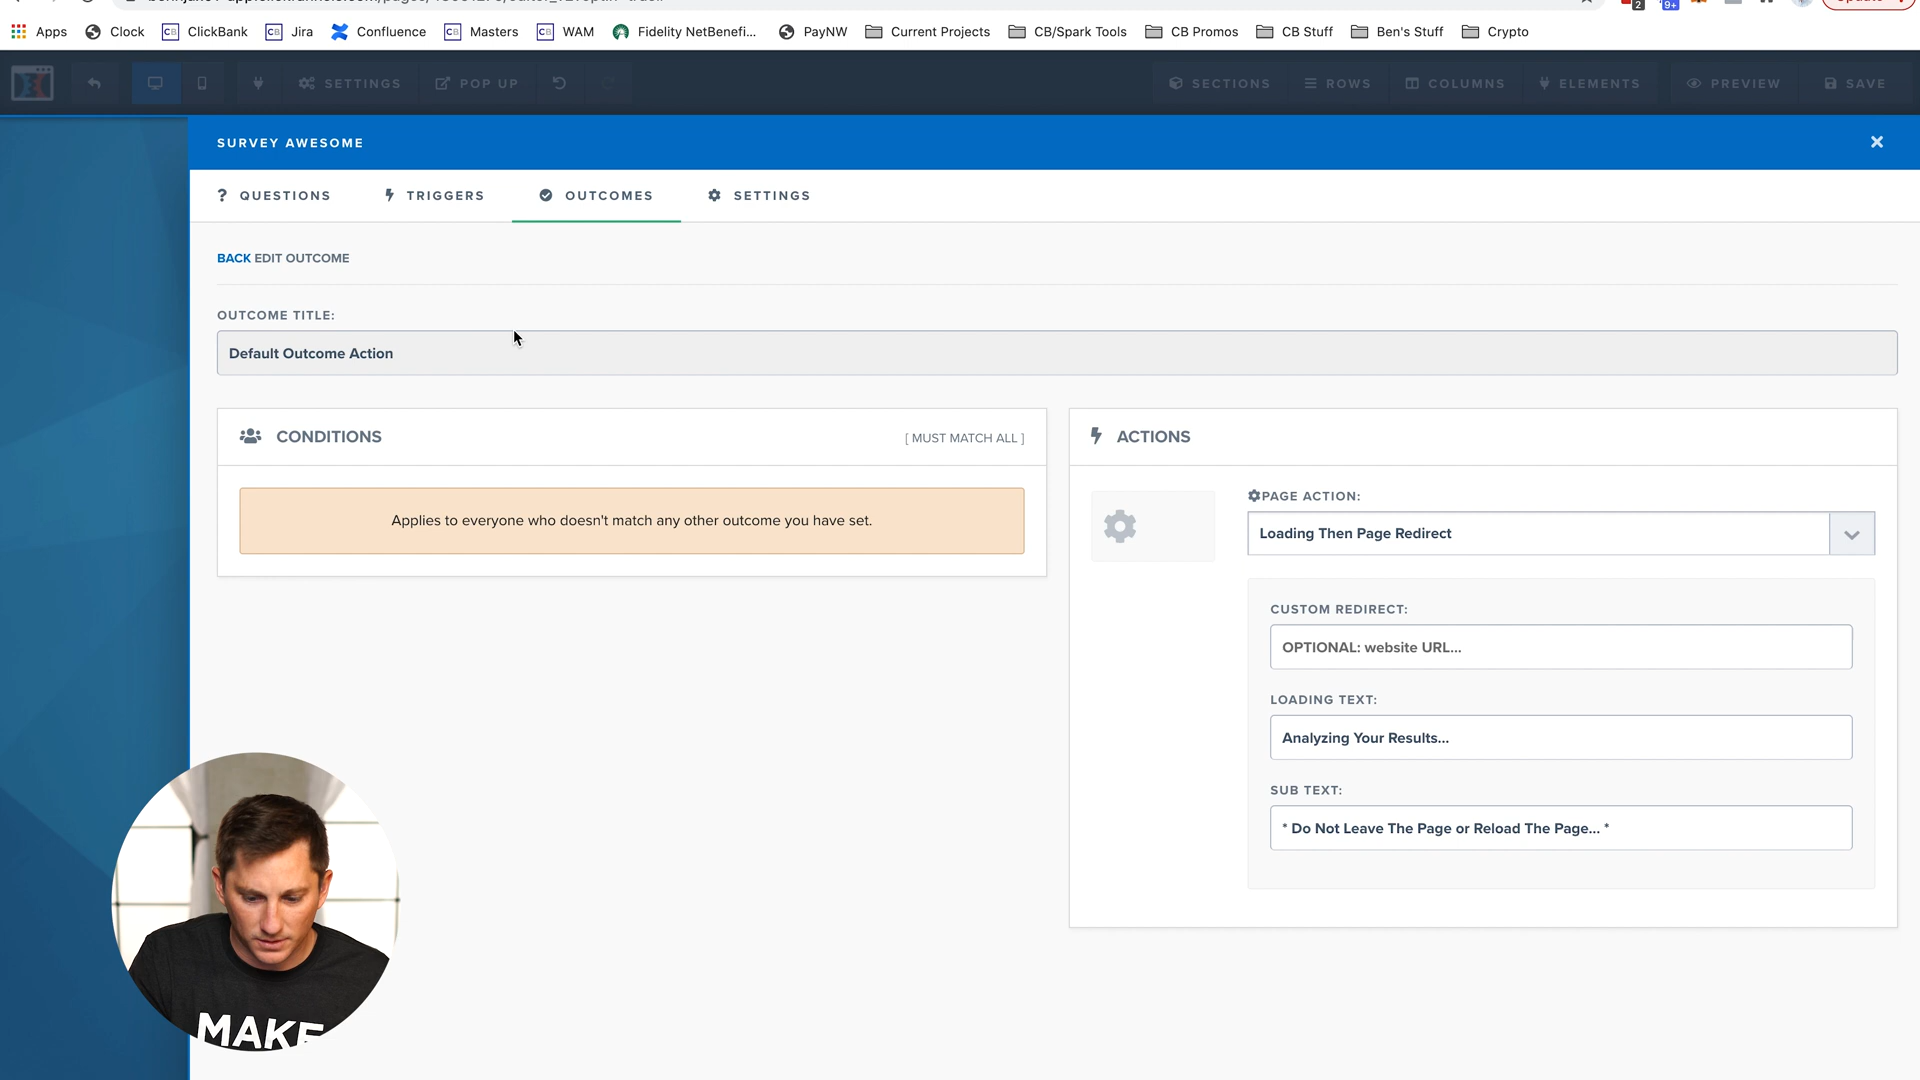 Apps Clock ClickBank Jira Confluence Masters WAM Fidelity NetBenefi... PayNW Current Projects CB/Spark Tools CB Promos CB Stuff Ben's Stuff Crypto
SETTINGS POP UP SECTIONS ROWS COLUMNS ELEMENTS PREVIEW SAVE
SURVEY AWESOME
QUESTIONS TRIGGERS OUTCOMES SETTINGS
BACK EDIT OUTCOME
OUTCOME TITLE:
Default Outcome Action
CONDITIONS [ MUST MATCH ALL ]
Applies to everyone who doesn't match any other outcome you have set.
ACTIONS
PAGE ACTION:
Loading Then Page Redirect
CUSTOM REDIRECT:
OPTIONAL: website URL...
LOADING TEXT:
Analyzing Your Results...
SUB TEXT:
* Do Not Leave The Page or Reload The Page... *
MAKE